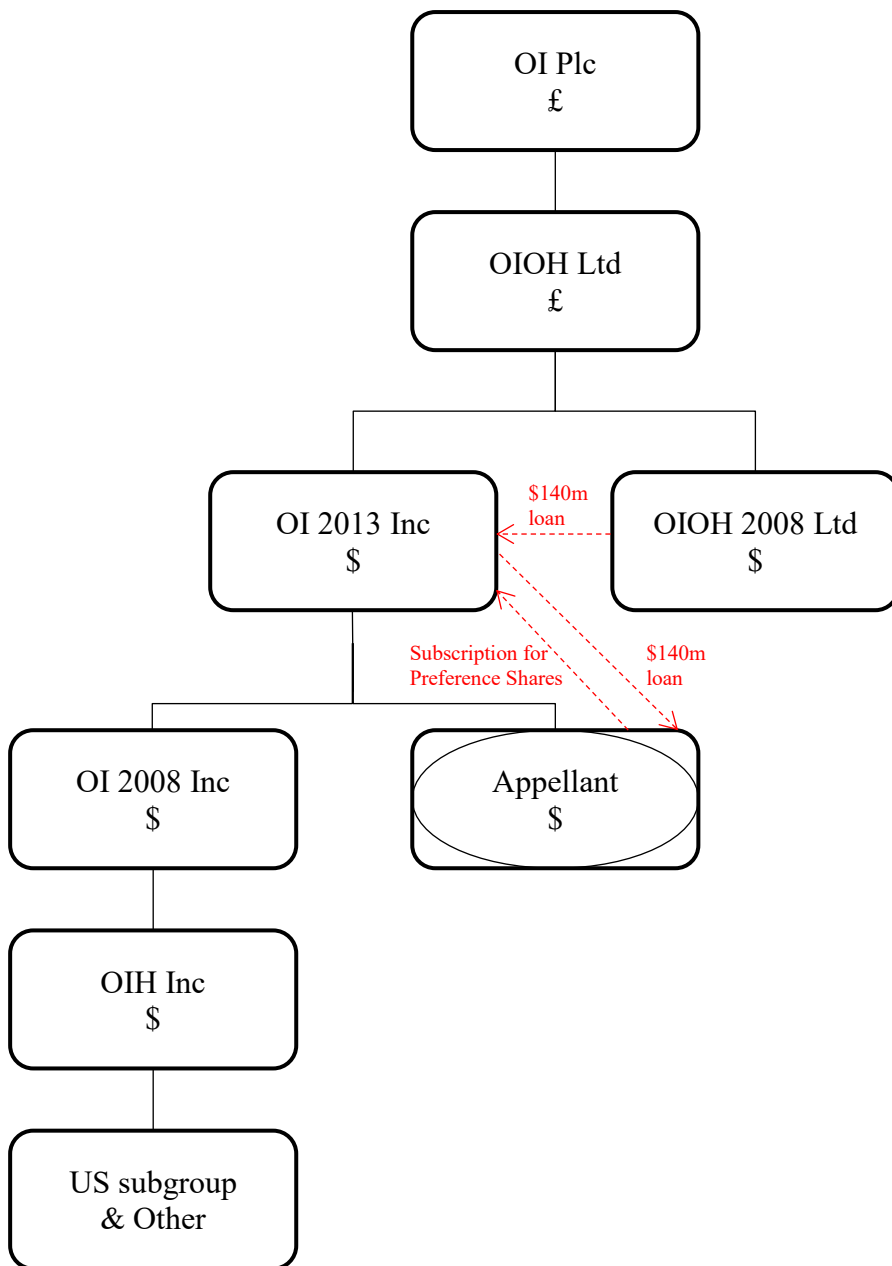 OI Plc
£
OIOH Ltd
£
$140m
loan
OI 2013 Inc
$
OIOH 2008 Ltd
$
Subscription for
Preference Shares
$140m
loan
OI 2008 Inc
$
Appellant
$
OIH Inc
$
US subgroup
& Other